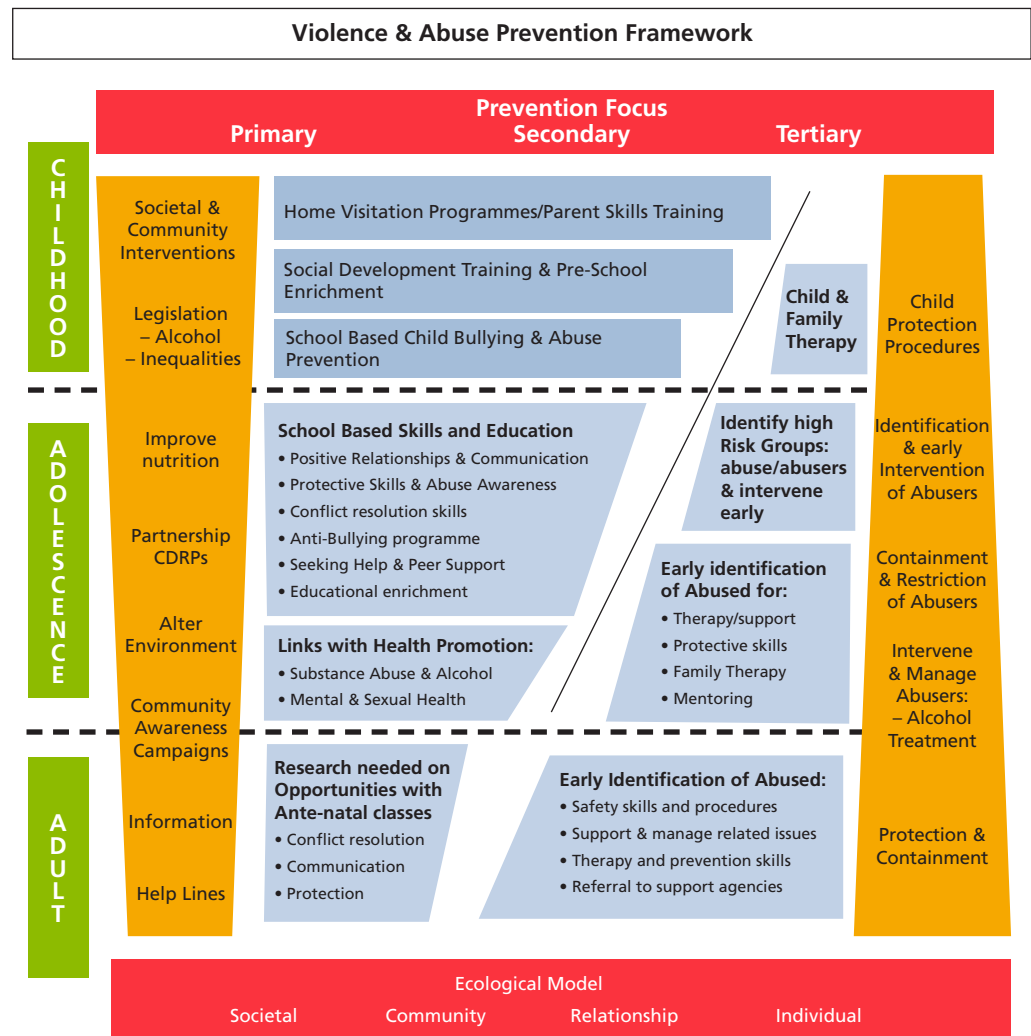 Violence & Abuse Prevention Framework
Prevention Focus
Primary
Secondary
Tertiary
CHILDHOOD
Societal &
Community
Interventions
Legislation
– Alcohol
– Inequalities
Home Visitation Programmes/Parent Skills Training
Social Development Training & Pre-School
Enrichment
School Based Child Bullying & Abuse
Prevention
Child &
Family
Therapy
Child
Protection
Procedures
ADOLESCENCE
Improve
nutrition
Partnership
CDRPs
Alter
Environment
Community
Awareness
Campaigns
School Based Skills and Education
• Positive Relationships & Communication
• Protective Skills & Abuse Awareness
• Conflict resolution skills
• Anti-Bullying programme
• Seeking Help & Peer Support
• Educational enrichment
Links with Health Promotion:
• Substance Abuse & Alcohol
• Mental & Sexual Health
Identify high
Risk Groups:
abuse/abusers
& intervene
early
Early identification
of Abused for:
• Therapy/support
• Protective skills
• Family Therapy
• Mentoring
Identification
& early
Intervention
of Abusers
Containment
& Restriction
of Abusers
Intervene
& Manage
Abusers:
– Alcohol
Treatment
ADULT
Information
Help Lines
Research needed on
Opportunities with
Ante-natal classes
• Conflict resolution
• Communication
• Protection
Early Identification of Abused:
• Safety skills and procedures
• Support & manage related issues
• Therapy and prevention skills
• Referral to support agencies
Protection &
Containment
Ecological Model
Societal
Community
Relationship
Individual